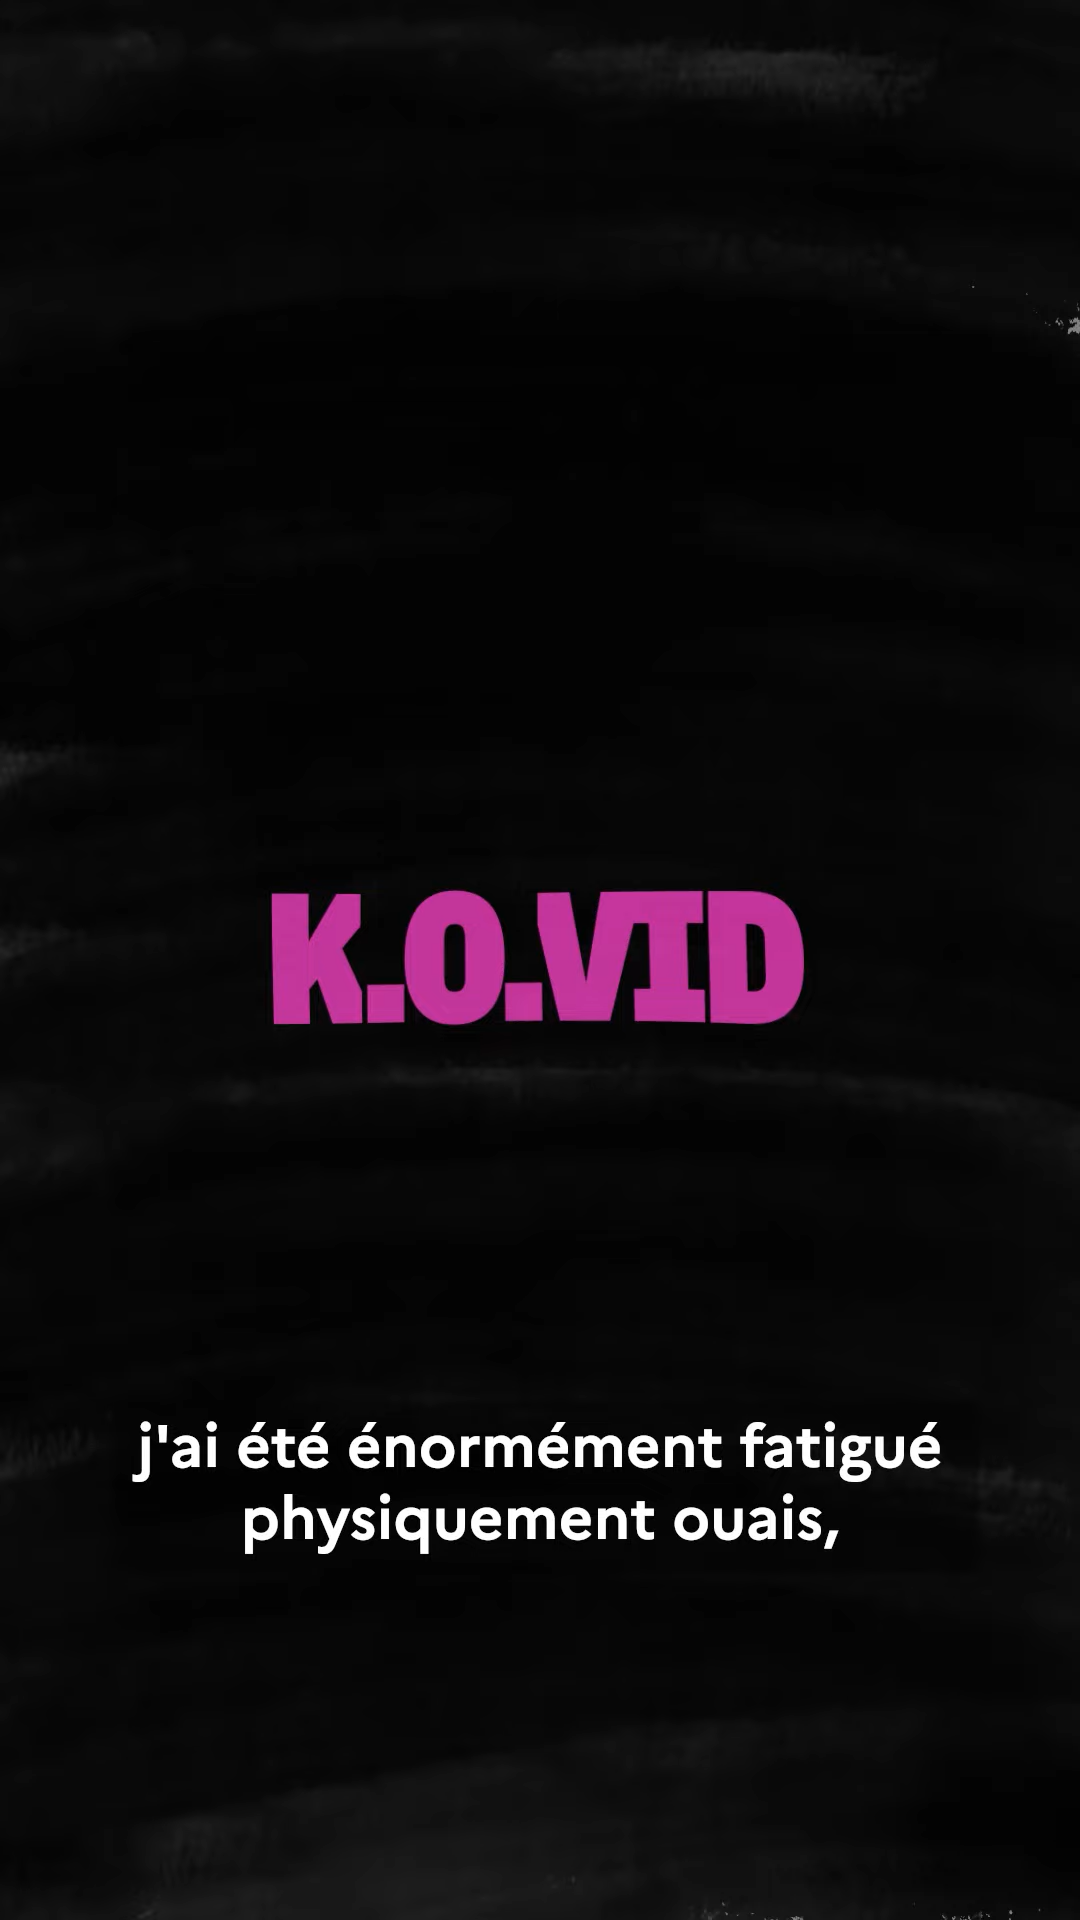 K.O.VID
j'ai été énormément fatigué
physiquement ouais,